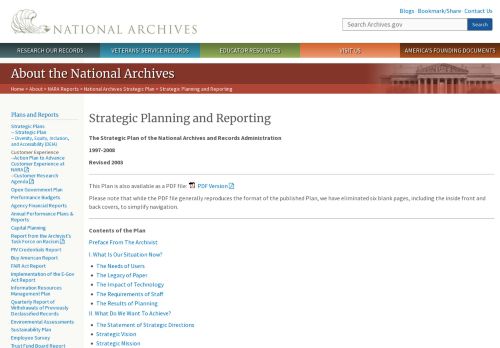 NATIONAL ARCHIVES
Blogs · Bookmark/Share · Contact Us
Search Archives.gov
Search
RESEARCH OUR RECORDS
VETERANS' SERVICE RECORDS
EDUCATOR RESOURCES
VISIT US
AMERICA'S FOUNDING DOCUMENTS
About the National Archives
Home > About > NARA Reports > National Archives Strategic Plan > Strategic Planning and Reporting
Plans and Reports
Strategic Plans
– Strategic Plan
– Diversity, Equity, Inclusion,
and Accessibility (DEIA)
Customer Experience
–Action Plan to Advance
Customer Experience at
NARA
–Customer Research
Agenda
Open Government Plan
Performance Budgets
Agency Financial Reports
Annual Performance Plans &
Reports
Capital Planning
Report from the Archivist's
Task Force on Racism
PIV Credentials Report
Buy American Report
FAIR Act Report
Implementation of the E-Gov
Act Report
Information Resources
Management Plan
Quarterly Report of
Withdrawals of Previously
Declassified Records
Environmental Assessments
Sustainability Plan
Employee Survey
Trust Fund Board Report
Strategic Planning and Reporting
The Strategic Plan of the National Archives and Records Administration
1997-2008
Revised 2003
This Plan is also available as a PDF file: PDF Version
Please note that while the PDF file generally reproduces the format of the published Plan, we have eliminated six blank pages, including the inside front and
back covers, to simplify navigation.
Contents of the Plan
Preface From The Archivist
I. What Is Our Situation Now?
• The Needs of Users
• The Legacy of Paper
• The Impact of Technology
• The Requirements of Staff
• The Results of Planning
II. What Do We Want To Achieve?
• The Statement of Strategic Directions
• Strategic Vision
• Strategic Mission